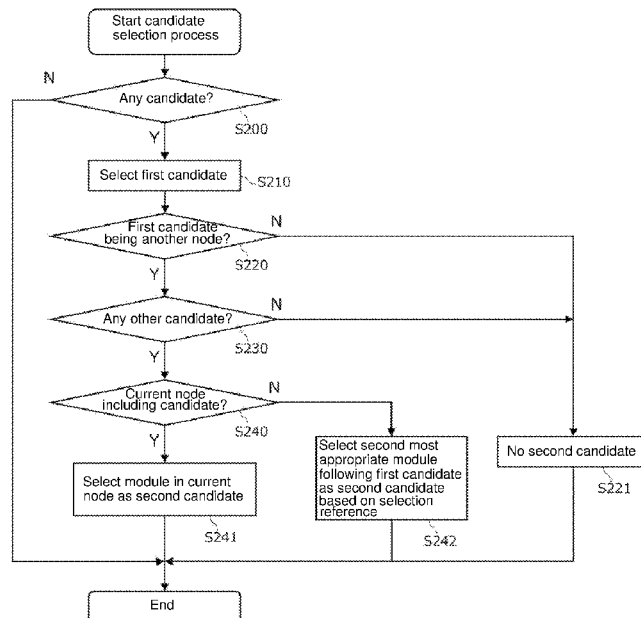 Start candidate
selection process
N
Any candidate?
S200
Y
Select first candidate
S210
First candidate
being another node?
N
S220
Y
Any other candidate?
N
S230
Y
Current node
including candidate?
N
S240
Y
Select module in current
node as second candidate
S241
Select second most
appropriate module
following first candidate
as second candidate
based on selection
reference
S242
No second candidate
S221
End